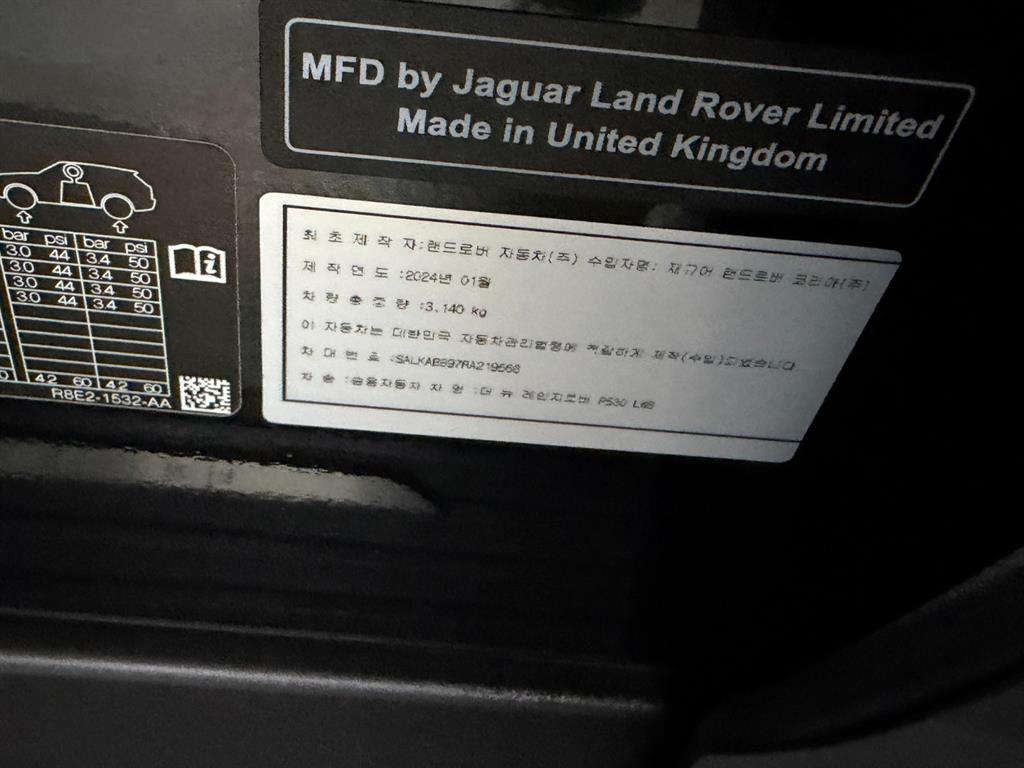 MFD by Jaguar Land Rover Limited
Made in United Kingdom
최 초 제 작 자:랜드로버 자동차(주) 수입자명: 재규어 랜드로버 코리아(주)
제 작 연 도 :2024년 01월
차 량 총 중 량 :3,140 kg
이 자동차는 대한민국 자동차관리법령에 적합하게 제작(수입)되었습니다
차 대 번 호 :
차 종 :승용자동차 차 명 :더 뉴 레인지로버 P530 LWB
bar psi bar psi
3.0 44 3.4 50
3.0 44 3.4 50
3.0 44 3.4 50
3.0 44 3.4 50
4.2 60 4.2 60
R8E2-1532-AA